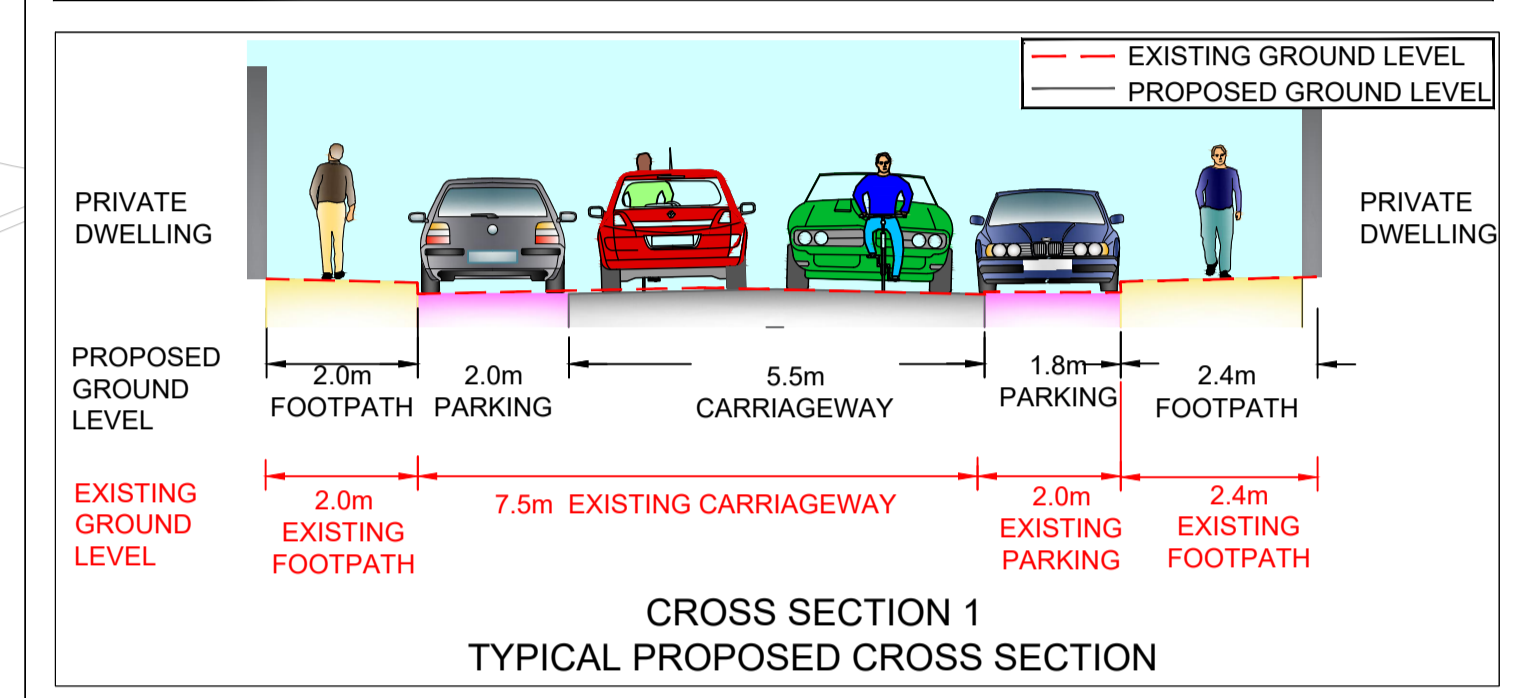 EXISTING GROUND LEVEL
PROPOSED GROUND LEVEL
PRIVATE
DWELLING
PRIVATE
DWELLING
PROPOSED
GROUND
LEVEL
2.0m
FOOTPATH
2.0m
PARKING
5.5m
CARRIAGEWAY
1.8m
PARKING
2.4m
FOOTPATH
EXISTING
GROUND
LEVEL
2.0m
EXISTING
FOOTPATH
7.5m EXISTING CARRIAGEWAY
2.0m
EXISTING
PARKING
2.4m
EXISTING
FOOTPATH
CROSS SECTION 1
TYPICAL PROPOSED CROSS SECTION